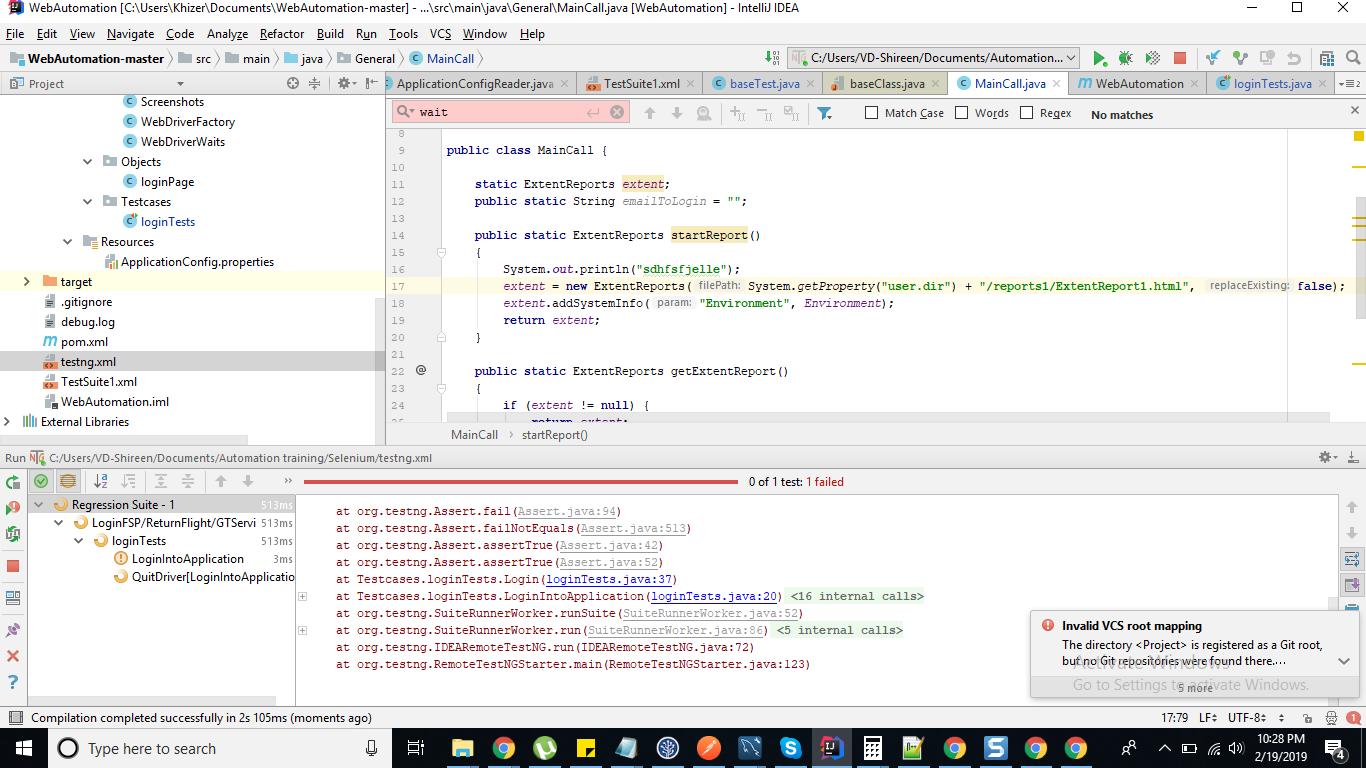 WebAutomation [C:\Users\Khizer\Documents\WebAutomation-master] - ...\src\main\java\General\MainCall.java [WebAutomation] - IntelliJ IDEA
File Edit View Navigate Code Analyze Refactor Build Run Tools VCS Window Help
WebAutomation-master src main java General MainCall C:/Users/VD-Shireen/Documents/Automation...
Project ApplicationConfigReader.java TestSuite1.xml baseTest.java baseClass.java MainCall.java WebAutomation loginTests.java
wait Match Case Words Regex No matches
Screenshots
WebDriverFactory
WebDriverWaits
Objects
loginPage
Testcases
loginTests
Resources
ApplicationConfig.properties
target
.gitignore
debug.log
pom.xml
testng.xml
TestSuite1.xml
WebAutomation.iml
External Libraries
8
9 public class MainCall {
10
11 static ExtentReports extent;
12 public static String emailToLogin = "";
13
14 public static ExtentReports startReport()
15 {
16 System.out.println("sdhfsfjelle");
17 extent = new ExtentReports( filePath: System.getProperty("user.dir") + "/reports1/ExtentReport1.html", replaceExisting: false);
18 extent.addSystemInfo( param: "Environment", Environment);
19 return extent;
20 }
21
22 @ public static ExtentReports getExtentReport()
23 {
24 if (extent != null) {
25 return extent;
MainCall startReport()
Run C:/Users/VD-Shireen/Documents/Automation training/Selenium/testng.xml
0 of 1 test: 1 failed
Regression Suite - 1 513ms
LoginFSP/ReturnFlight/GTServi 513ms
loginTests 513ms
LoginIntoApplication 3ms
QuitDriver[LoginIntoApplicatio
at org.testng.Assert.fail(Assert.java:94)
at org.testng.Assert.failNotEquals(Assert.java:513)
at org.testng.Assert.assertTrue(Assert.java:42)
at org.testng.Assert.assertTrue(Assert.java:52)
at Testcases.loginTests.Login(loginTests.java:37)
at Testcases.loginTests.LoginIntoApplication(loginTests.java:20) <16 internal calls>
at org.testng.SuiteRunnerWorker.runSuite(SuiteRunnerWorker.java:52)
at org.testng.SuiteRunnerWorker.run(SuiteRunnerWorker.java:86) <5 internal calls>
at org.testng.IDEARemoteTestNG.run(IDEARemoteTestNG.java:72)
at org.testng.RemoteTestNGStarter.main(RemoteTestNGStarter.java:123)
Invalid VCS root mapping
The directory <Project> is registered as a Git root,
but no Git repositories were found there....
Activate Windows
Go to Settings to activate Windows.
5 more
Compilation completed successfully in 2s 105ms (moments ago) 17:79 LF UTF-8 1
Type here to search
10:28 PM
2/19/2019
4